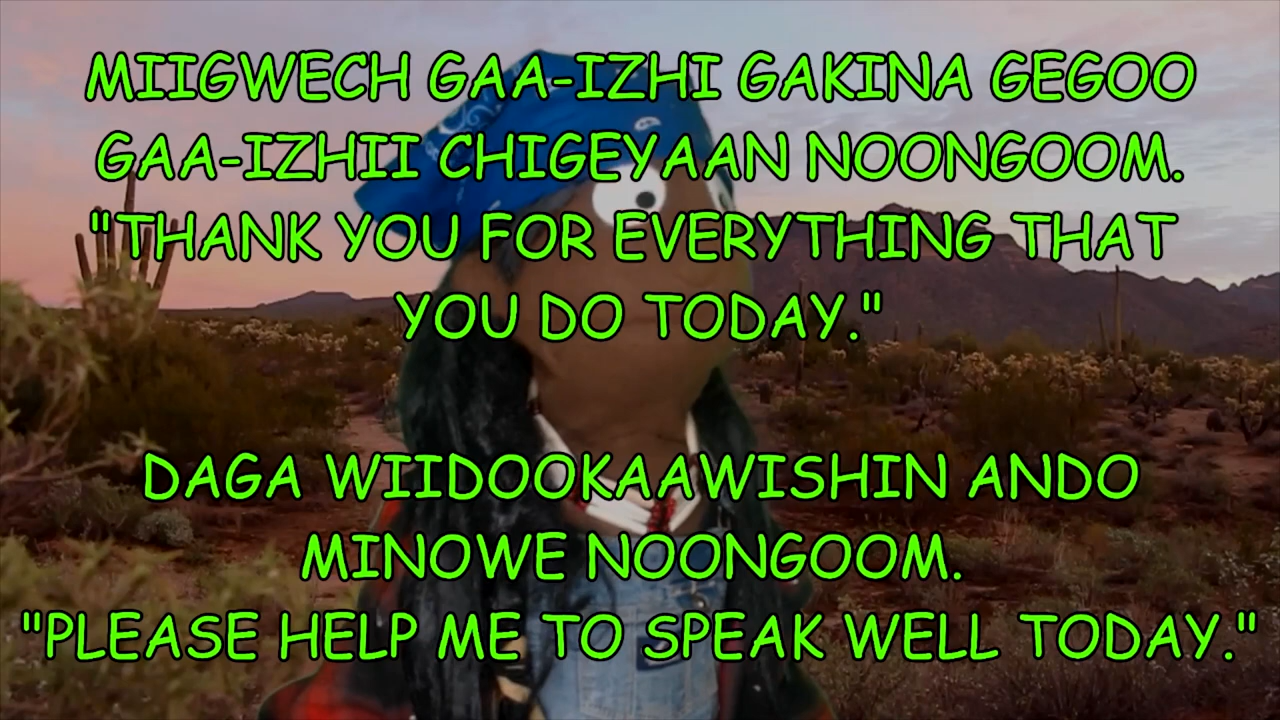 MIIGWECH GAA-IZHI GAKINA GEGOO
GAA-IZHII CHIGEYAAN NOONGOOM.
"THANK YOU FOR EVERYTHING THAT
YOU DO TODAY."
DAGA WIIDOOKAAWISHIN ANDO
MINOWE NOONGOOM.
"PLEASE HELP ME TO SPEAK WELL TODAY."